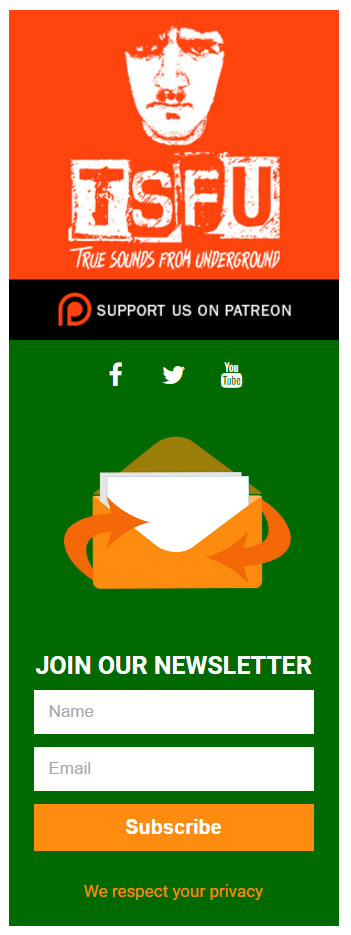 TSFU
TRUE SOUNDS FROM UNDERGROUND
SUPPORT US ON PATREON
You
Tube
JOIN OUR NEWSLETTER
Name
Email
Subscribe
We respect your privacy